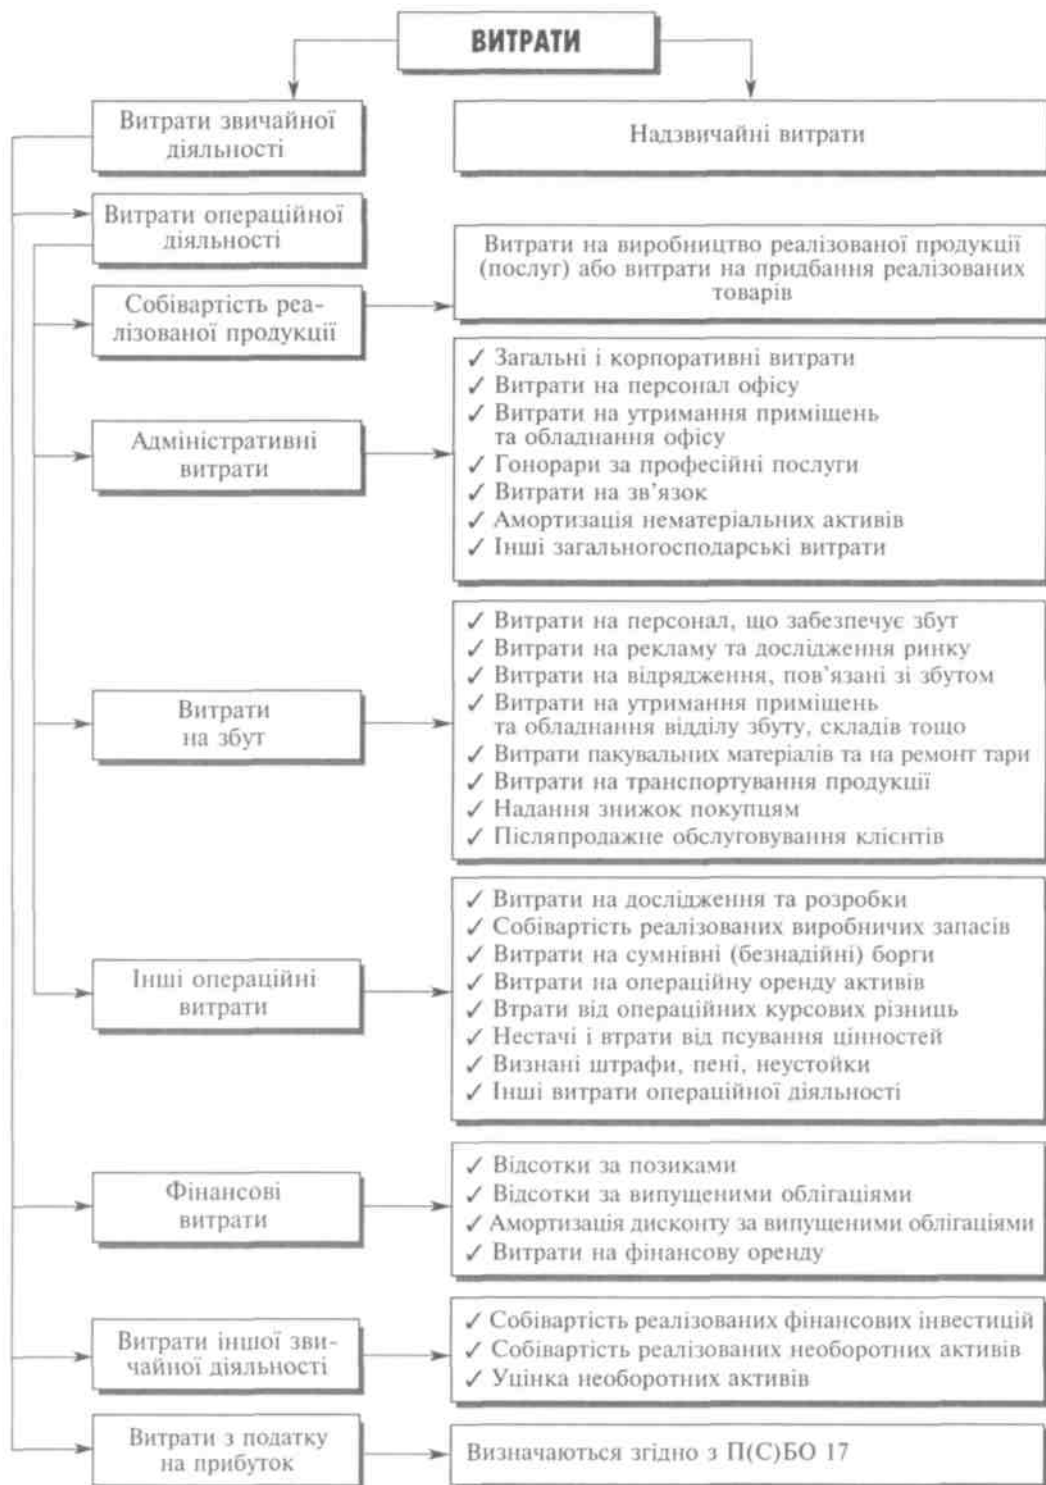 ВИТРАТИ
Витрати звичайної
діяльності
Надзвичайні витрати
Витрати операційної
діяльності
Витрати на виробництво реалізованої продукції
(послуг) або витрати на придбання реалізованих
товарів
Собівартість реа-
лізованої продукції
Адміністративні
витрати
✓ Загальні і корпоративні витрати
✓ Витрати на персонал офісу
✓ Витрати на утримання приміщень
та обладнання офісу
✓ Гонорари за професійні послуги
✓ Витрати на зв'язок
✓ Амортизація нематеріальних активів
✓ Інші загальногосподарські витрати
Витрати
на збут
✓ Витрати на персонал, що забезпечує збут
✓ Витрати на рекламу та дослідження ринку
✓ Витрати на відрядження, пов'язані зі збутом
✓ Витрати на утримання приміщень
та обладнання відділу збуту, складів тощо
✓ Витрати пакувальних матеріалів та на ремонт тари
✓ Витрати на транспортування продукції
✓ Надання знижок покупцям
✓ Післяпродажне обслуговування клієнтів
Інші операційні
витрати
✓ Витрати на дослідження та розробки
✓ Собівартість реалізованих виробничих запасів
✓ Витрати на сумнівні (безнадійні) борги
✓ Витрати на операційну оренду активів
✓ Втрати від операційних курсових різниць
✓ Нестачі і втрати від псування цінностей
✓ Визнані штрафи, пені, неустойки
✓ Інші витрати операційної діяльності
Фінансові
витрати
✓ Відсотки за позиками
✓ Відсотки за випущеними облігаціями
✓ Амортизація дисконту за випущеними облігаціями
✓ Витрати на фінансову оренду
Витрати іншої зви-
чайної діяльності
✓ Собівартість реалізованих фінансових інвестицій
✓ Собівартість реалізованих необоротних активів
✓ Уцінка необоротних активів
Витрати з податку
на прибуток
Визначаються згідно з П(С)БО 17